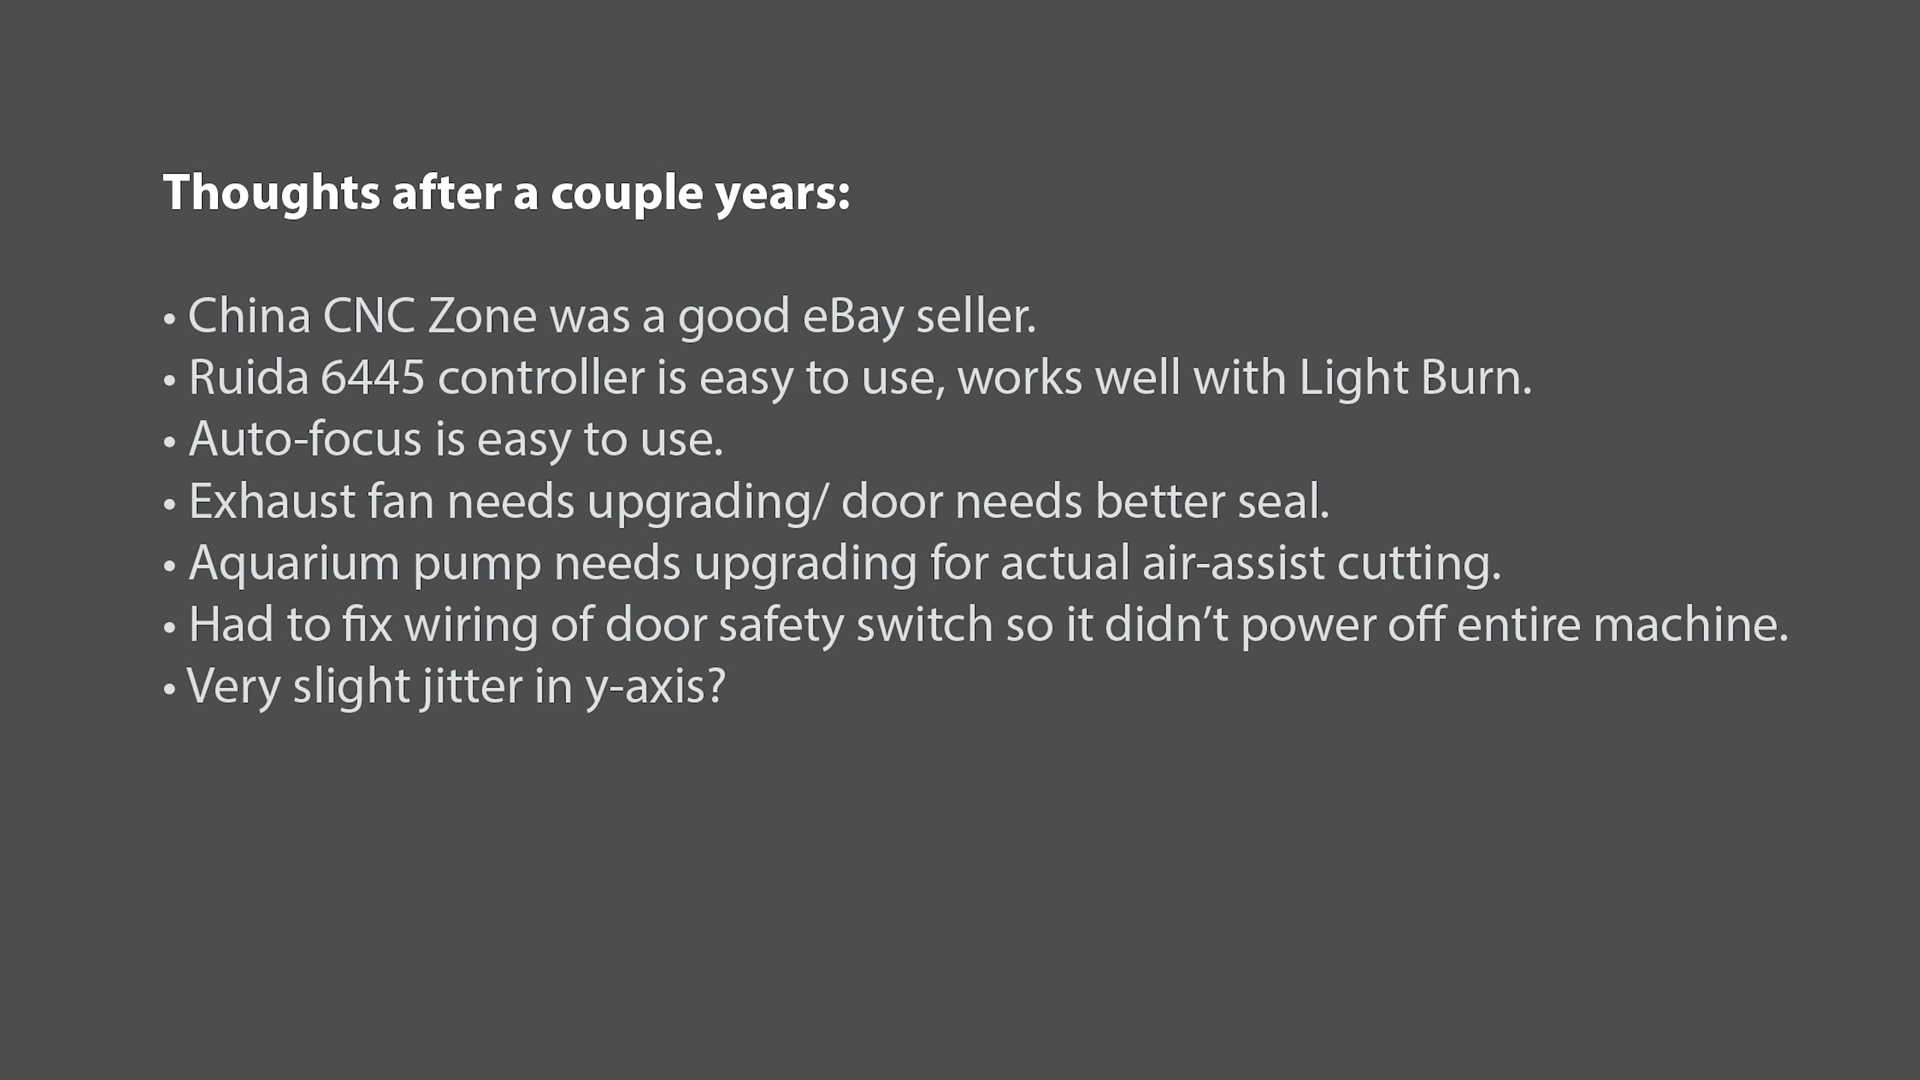 Thoughts after a couple years:
• China CNC Zone was a good eBay seller.
• Ruida 6445 controller is easy to use, works well with Light Burn.
• Auto-focus is easy to use.
• Exhaust fan needs upgrading/ door needs better seal.
• Aquarium pump needs upgrading for actual air-assist cutting.
• Had to fix wiring of door safety switch so it didn’t power off entire machine.
• Very slight jitter in y-axis?